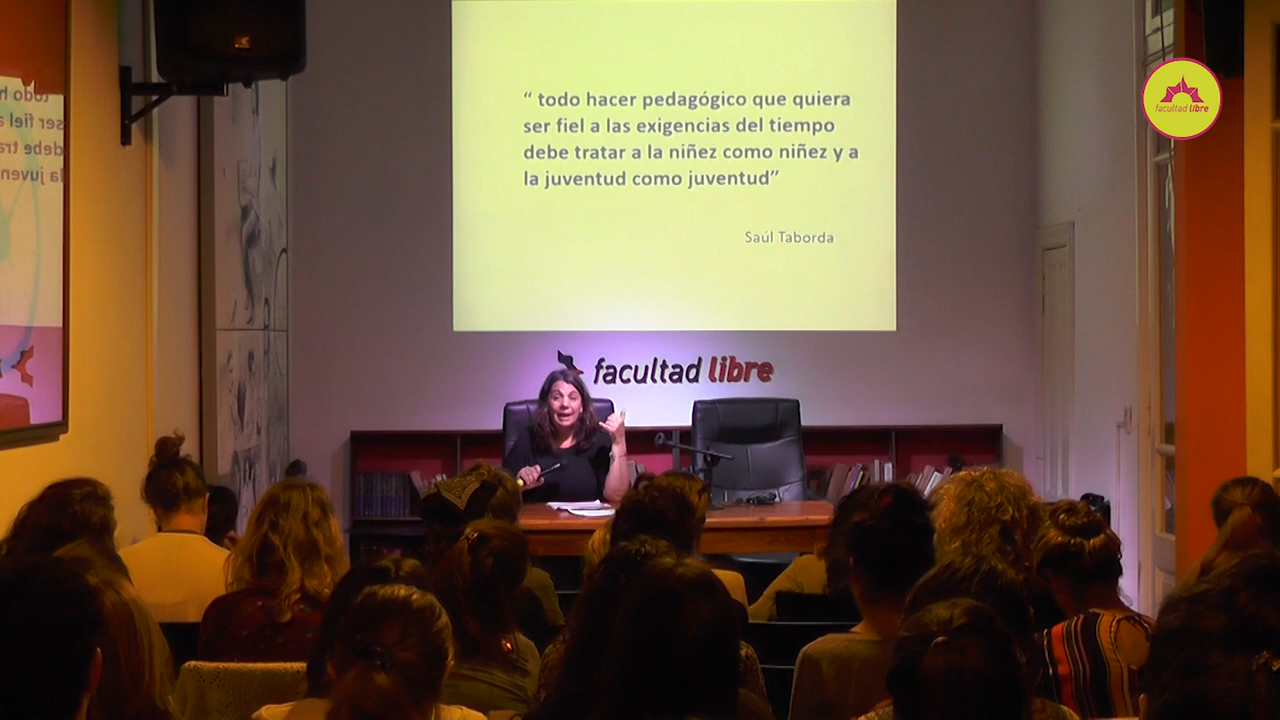 “ todo hacer pedagógico que quiera
ser fiel a las exigencias del tiempo
debe tratar a la niñez como niñez y a
la juventud como juventud”
Saúl Taborda
facultad libre
facultad libre